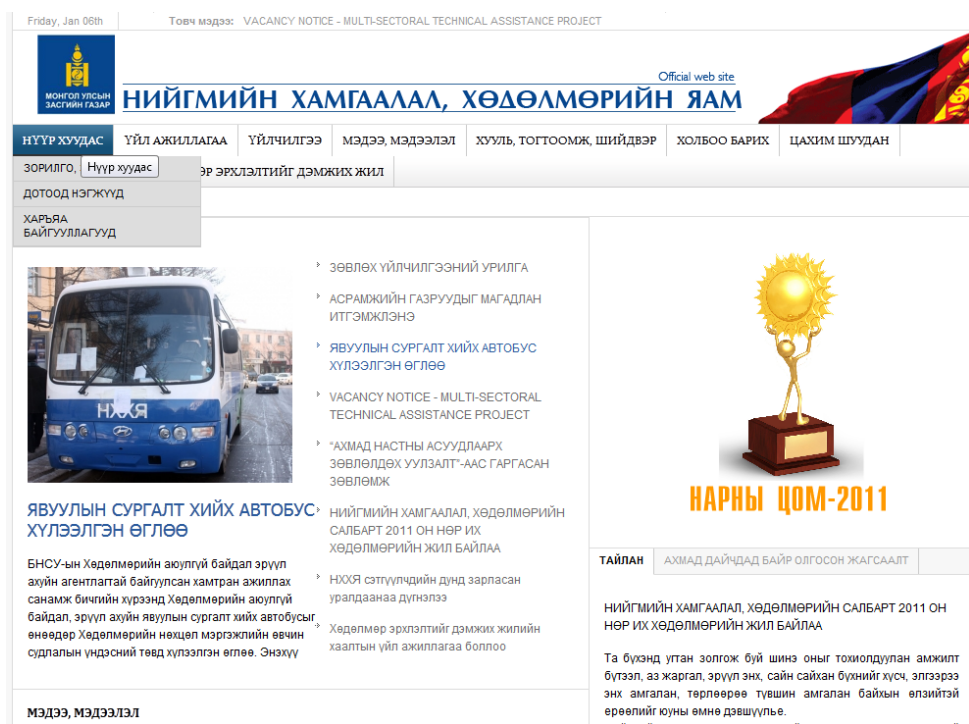 Friday, Jan 06th
Товч мэдээ: VACANCY NOTICE - MULTI-SECTORAL TECHNICAL ASSISTANCE PROJECT
МОНГОЛ УЛСЫН
ЗАСГИЙН ГАЗАР
Official web site
НИЙГМИЙН ХАМГААЛАЛ, ХӨДӨЛМӨРИЙН ЯАМ
НҮҮР ХУУДАС ҮЙЛ АЖИЛЛАГАА ҮЙЛЧИЛГЭЭ МЭДЭЭ, МЭДЭЭЛЭЛ ХУУЛЬ, ТОГТООМЖ, ШИЙДВЭР ХОЛБОО БАРИХ ЦАХИМ ШУУДАН
ЗОРИЛГО, Нүүр хуудас ЭР ЭРХЛЭЛТИЙГ ДЭМЖИХ ЖИЛ
ДОТООД НЭГЖҮҮД
ХАРЪЯА
БАЙГУУЛЛАГУУД
НХХЯ
ЯВУУЛЫН СУРГАЛТ ХИЙХ АВТОБУС
ХҮЛЭЭЛГЭН ӨГЛӨӨ
БНСУ-ын Хөдөлмөрийн аюулгүй байдал эрүүл
ахуйн агентлагтай байгуулсан хамтран ажиллах
санамж бичгийн хүрээнд Хөдөлмөрийн аюулгүй
байдал, эрүүл ахуйн явуулын сургалт хийх автобусыг
өнөөдөр Хөдөлмөрийн нөхцөл мэргэжлийн өвчин
судлалын үндэсний төвд хүлээлгэн өглөө. Энэхүү
МЭДЭЭ, МЭДЭЭЛЭЛ
ЗӨВЛӨХ ҮЙЛЧИЛГЭЭНИЙ УРИЛГА
АСРАМЖИЙН ГАЗРУУДЫГ МАГАДЛАН
ИТГЭМЖЛЭНЭ
ЯВУУЛЫН СУРГАЛТ ХИЙХ АВТОБУС
ХҮЛЭЭЛГЭН ӨГЛӨӨ
VACANCY NOTICE - MULTI-SECTORAL
TECHNICAL ASSISTANCE PROJECT
"АХМАД НАСТНЫ АСУУДЛААРХ
ЗӨВЛӨЛДӨХ УУЛЗАЛТ"-ААС ГАРГАСАН
ЗӨВЛӨМЖ
НИЙГМИЙН ХАМГААЛАЛ, ХӨДӨЛМӨРИЙН
САЛБАРТ 2011 ОН НӨР ИХ
ХӨДӨЛМӨРИЙН ЖИЛ БАЙЛАА
НХХЯ сэтгүүлчдийн дунд зарласан
уралдаанаа дүгнэлээ
Хөдөлмөр эрхлэлтийг дэмжих жилийн
хаалтын үйл ажиллагаа боллоо
НАРНЫ ЦОМ-2011
ТАЙЛАН АХМАД ДАЙЧДАД БАЙР ОЛГОСОН ЖАГСААЛТ
НИЙГМИЙН ХАМГААЛАЛ, ХӨДӨЛМӨРИЙН САЛБАРТ 2011 ОН
НӨР ИХ ХӨДӨЛМӨРИЙН ЖИЛ БАЙЛАА
Та бүхэнд угтан золгож буй шинэ оныг тохиолдуулан амжилт
бүтээл, аз жаргал, эрүүл энх, сайн сайхан бүхнийг хүсч, элгээрээ
энх амгалан, төрлөөрөө түвшин амгалан байхын өлзийтэй
ерөөлийг юуны өмнө дэвшүүлье.